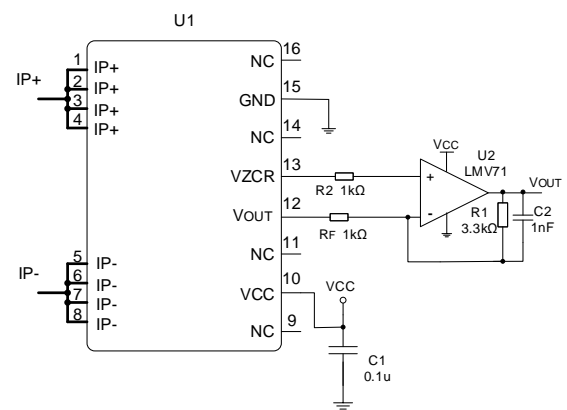 U1
IP+
1 IP+
2 IP+
3 IP+
4 IP+
IP-
5 IP-
6 IP-
7 IP-
8 IP-
NC 16
GND 15
NC 14
VZCR 13
VOUT 12
NC 11
VCC 10
NC 9
R2 1kΩ
RF 1kΩ
VCC
U2
LMV71
+
-
VOUT
R1
3.3kΩ
C2
1nF
VCC
C1
0.1u